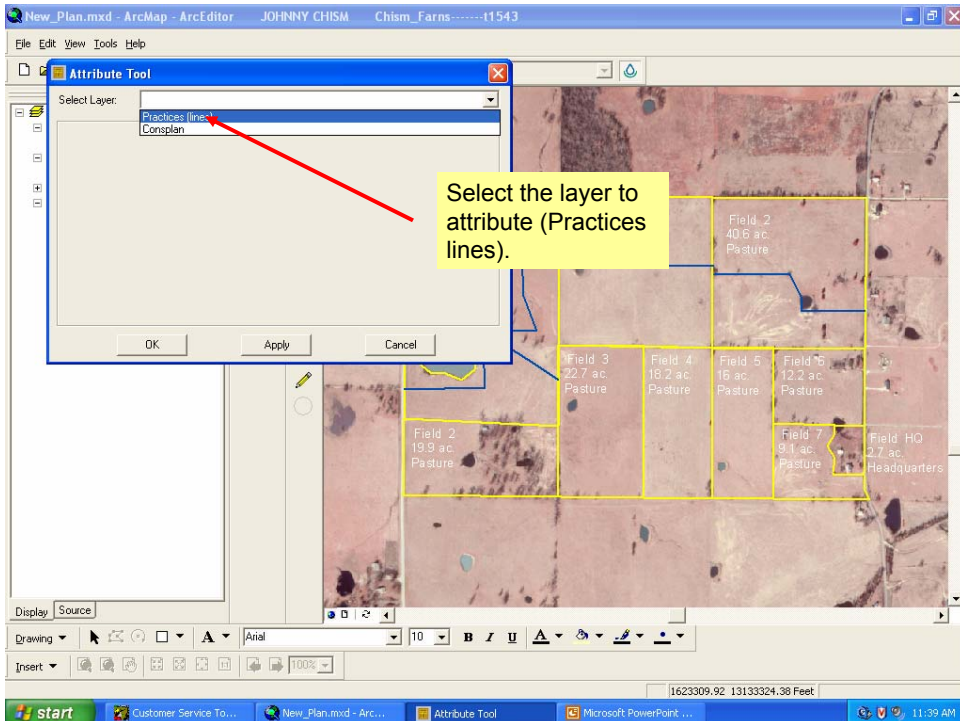 New_Plan.mxd - ArcMap - ArcEditor JOHNNY CHISM Chism_Farns-------t1543
File Edit View Tools Help
Attribute Tool
Select Layer:
Practices (lines)
Consplan
Select the layer to
attribute (Practices
lines).
OK Apply Cancel
Field 2
40.6 ac.
Pasture
Field 3
22.7 ac.
Pasture
Field 4
18.2 ac.
Pasture
Field 5
16 ac.
Pasture
Field 6
12.2 ac.
Pasture
Field 2
19.9 ac.
Pasture
Field 7
9.1 ac.
Pasture
Field HQ
2.7 ac.
Headquarters
Display Source
Drawing A Arial 10 B I U A
Insert 1:1 100%
1623309.92 13133324.38 Feet
start Customer Service To... New_Plan.mxd - Arc... Attribute Tool Microsoft PowerPoint ... 11:39 AM